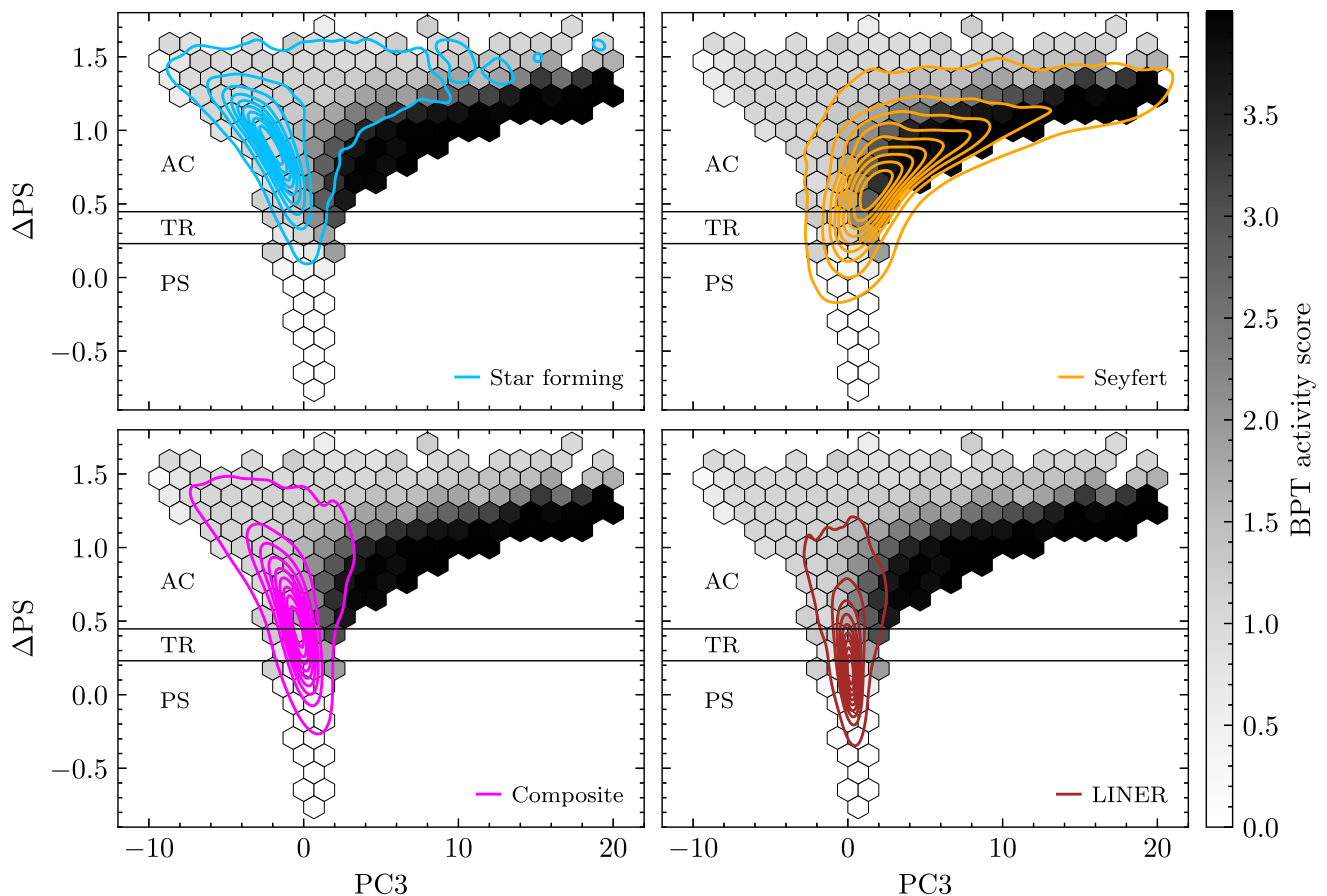 1.5
1.0
0.5
0.0
−0.5
ΔPS
AC
TR
PS
Star forming
AC
TR
PS
Seyfert
1.5
1.0
0.5
0.0
−0.5
ΔPS
AC
TR
PS
Composite
AC
TR
PS
LINER
−10 0 10 20
PC3
−10 0 10 20
PC3
3.5
3.0
2.5
2.0
1.5
1.0
0.5
0.0
BPT activity score